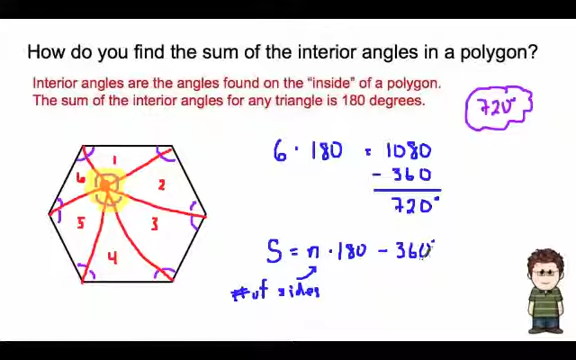 How do you find the sum of the interior angles in a polygon?
Interior angles are the angles found on the "inside" of a polygon.
The sum of the interior angles for any triangle is 180 degrees.
720°
1
2
3
4
5
6
6 · 180 = 1080
- 360
720°
S = n · 180 - 360°
# of sides